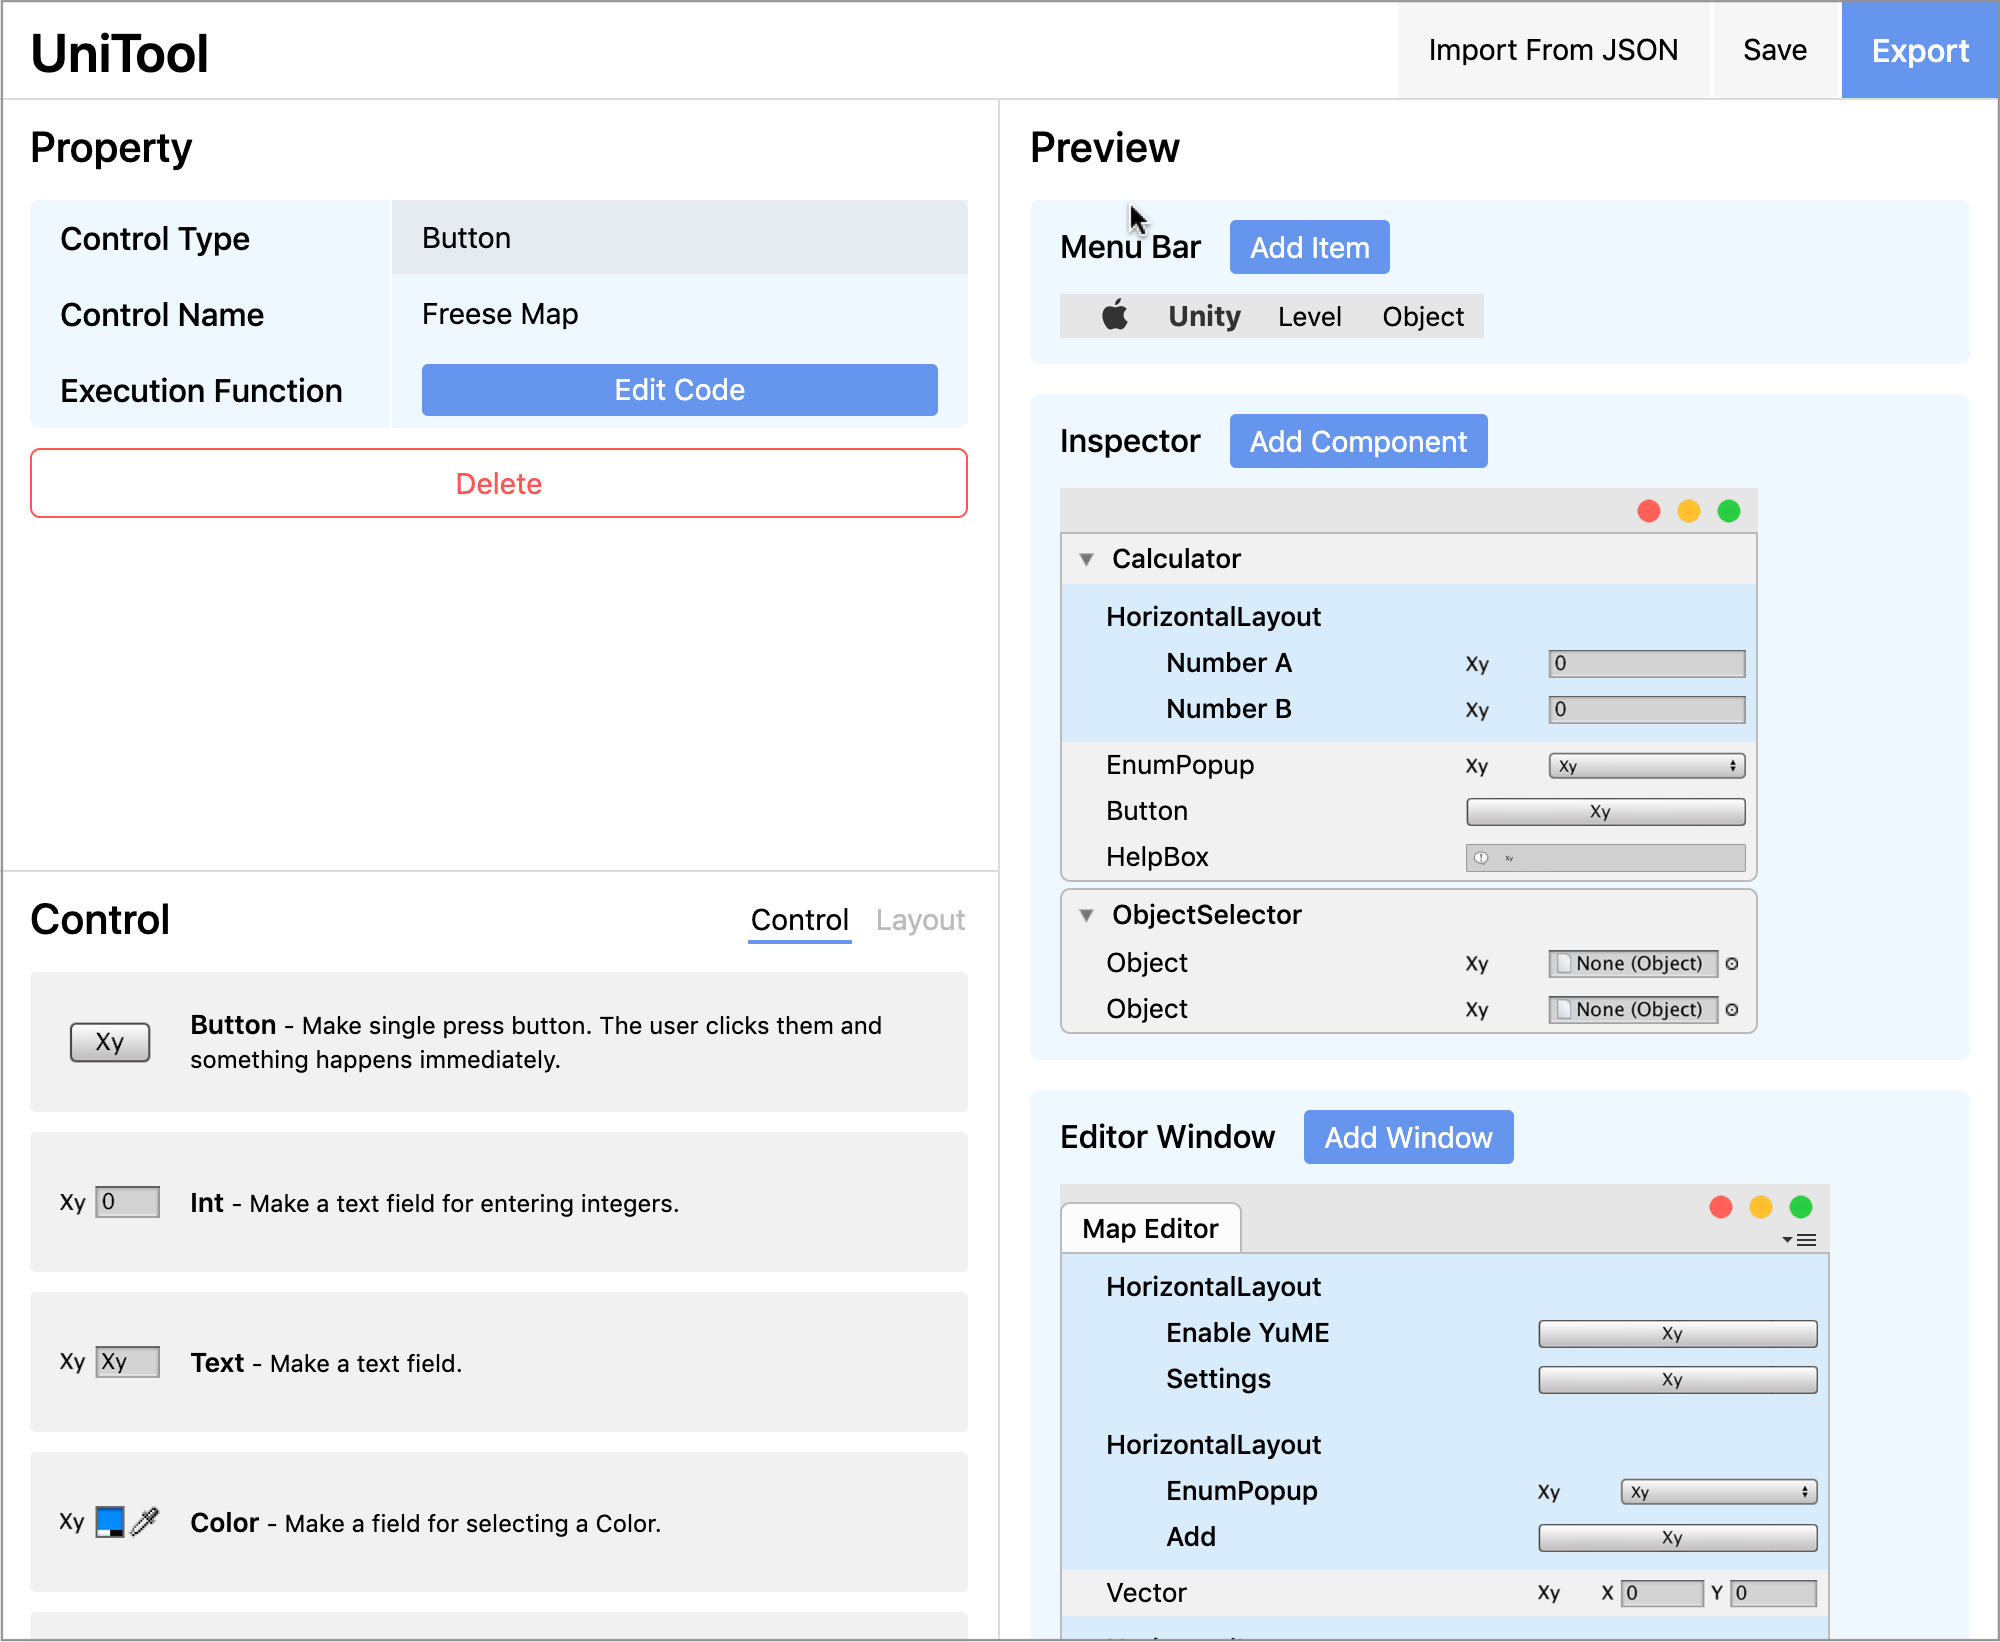 UniTool
Import From JSON
Save
Export
Property
Control Type
Button
Control Name
Freese Map
Execution Function
Edit Code
Delete
Control
Control
Layout
Xy
Button - Make single press button. The user clicks them and
something happens immediately.
Xy 0
Int - Make a text field for entering integers.
Xy Xy
Text - Make a text field.
Xy
Color - Make a field for selecting a Color.
Preview
Menu Bar
Add Item
Unity Level Object
Inspector
Add Component
Calculator
HorizontalLayout
Number A Xy 0
Number B Xy 0
EnumPopup Xy Xy
Button Xy
HelpBox xy
ObjectSelector
Object Xy None (Object)
Object Xy None (Object)
Editor Window
Add Window
Map Editor
HorizontalLayout
Enable YuME Xy
Settings Xy
HorizontalLayout
EnumPopup Xy Xy
Add Xy
Vector Xy X 0 Y 0